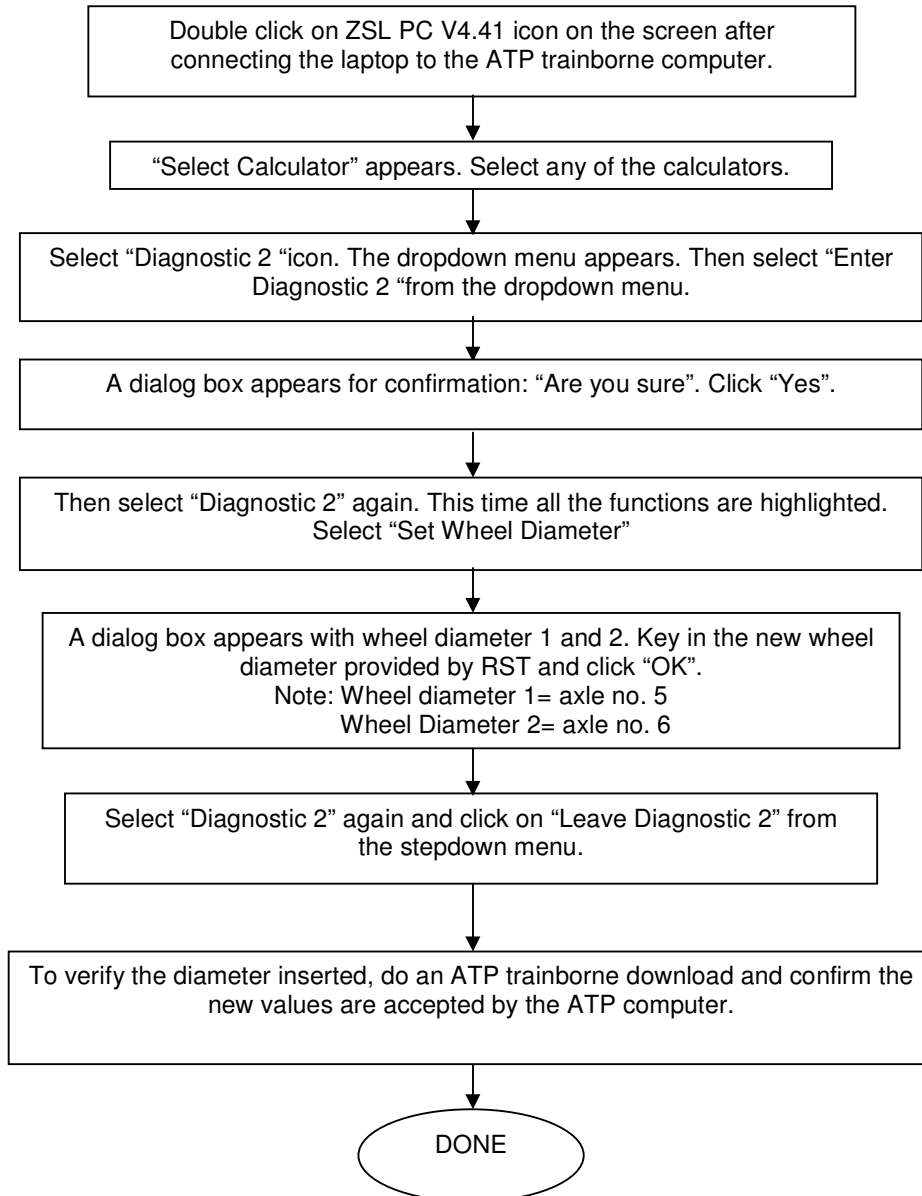 Double click on ZSL PC V4.41 icon on the screen after
connecting the laptop to the ATP trainborne computer.
“Select Calculator” appears. Select any of the calculators.
Select “Diagnostic 2 “icon. The dropdown menu appears. Then select “Enter
Diagnostic 2 “from the dropdown menu.
A dialog box appears for confirmation: “Are you sure”. Click “Yes”.
Then select “Diagnostic 2” again. This time all the functions are highlighted.
Select “Set Wheel Diameter”
A dialog box appears with wheel diameter 1 and 2. Key in the new wheel
diameter provided by RST and click “OK”.
Note: Wheel diameter 1= axle no. 5
Wheel Diameter 2= axle no. 6
Select “Diagnostic 2” again and click on “Leave Diagnostic 2” from
the stepdown menu.
To verify the diameter inserted, do an ATP trainborne download and confirm the
new values are accepted by the ATP computer.
DONE